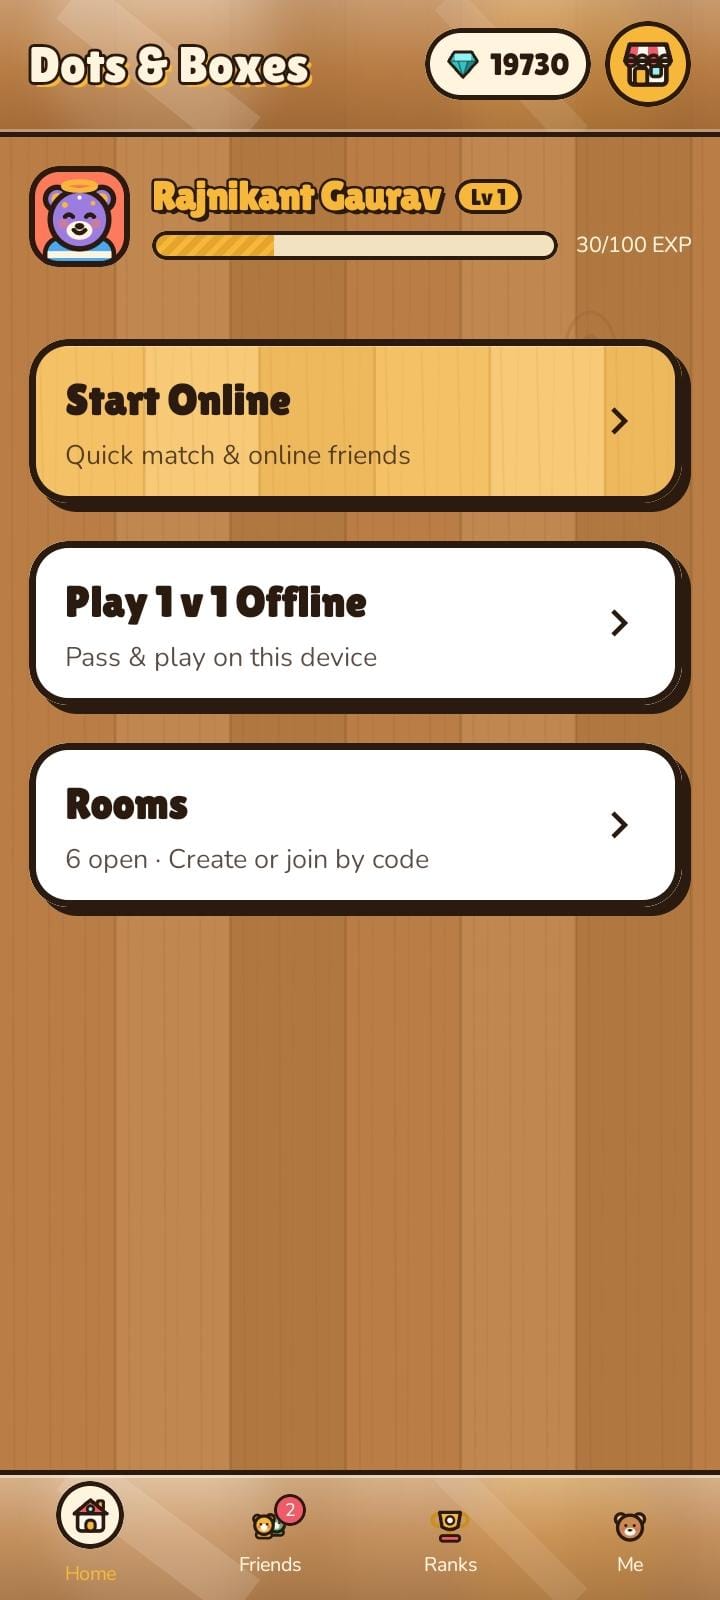 Dots & Boxes
19730
Rajnikant Gaurav
Lv 1
30/100 EXP
Start Online
Quick match & online friends
Play 1 v 1 Offline
Pass & play on this device
Rooms
6 open · Create or join by code
2
Home
Friends
Ranks
Me